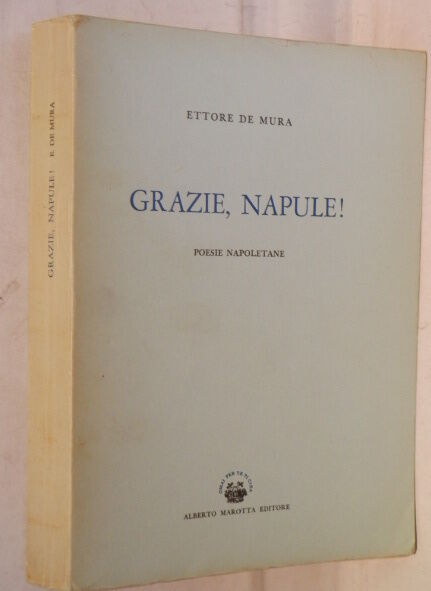 GRAZIE, NAPULE! E. DE MURA
ETTORE DE MURA
GRAZIE, NAPULE!
POESIE NAPOLETANE
ALBERTO MAROTTA EDITORE